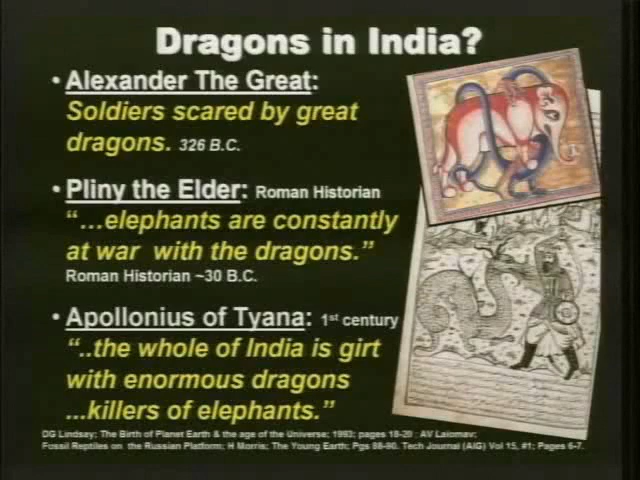 Dragons in India?
• Alexander The Great:
Soldiers scared by great
dragons. 326 B.C.
• Pliny the Elder: Roman Historian
“…elephants are constantly
at war with the dragons.”
Roman Historian ~30 B.C.
• Apollonius of Tyana: 1st century
“..the whole of India is girt
with enormous dragons
...killers of elephants.”
DG Lindsay; The Birth of Planet Earth & the age of the Universe; 1993; pages 18-20 : AV Lalomav;
Fossil Reptiles on the Russian Platform; H Morris; The Young Earth; Pgs 88-90. Tech Journal (AIG) Vol 15, #1; Pages 6-7.